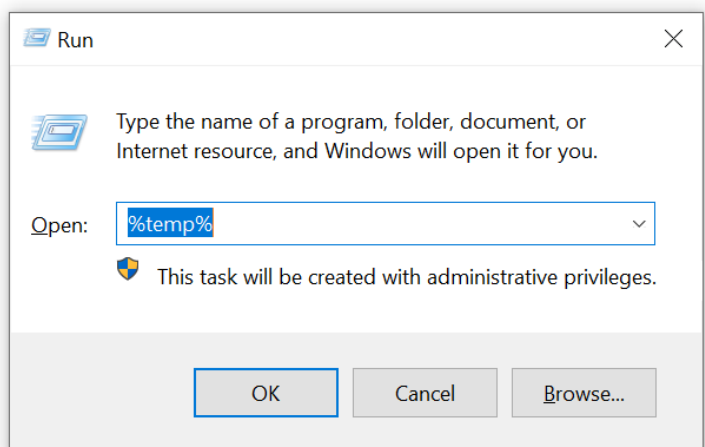 Run
Type the name of a program, folder, document, or
Internet resource, and Windows will open it for you.
Open: %temp%
This task will be created with administrative privileges.
OK Cancel Browse...